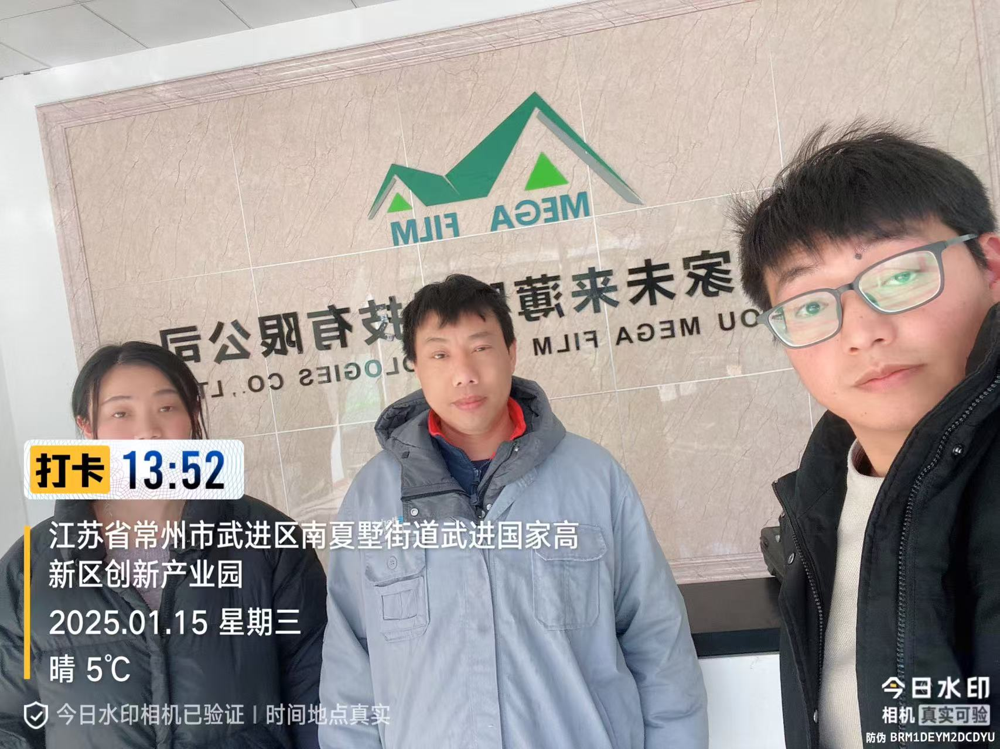 MEGA FILM
家未来薄
技有限公司
OU MEGA FILM
OLOGIES CO., LT
打卡 13:52
江苏省常州市武进区南夏墅街道武进国家高
新区创新产业园
2025.01.15 星期三
晴 5℃
今日水印相机已验证 | 时间地点真实
今日水印
相机 真实可验
防伪 BRM1DEYM2DCDYU